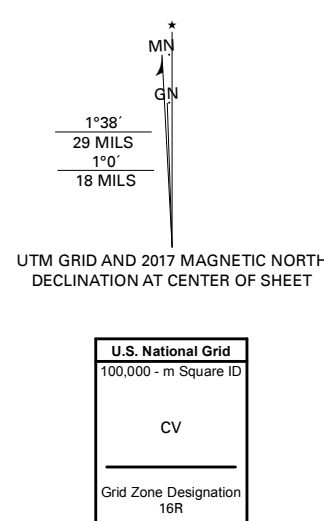 MN
GN
1°38´
29 MILS
1°0´
18 MILS
UTM GRID AND 2017 MAGNETIC NORTH
DECLINATION AT CENTER OF SHEET
U.S. National Grid
100,000 - m Square ID
CV
Grid Zone Designation
16R